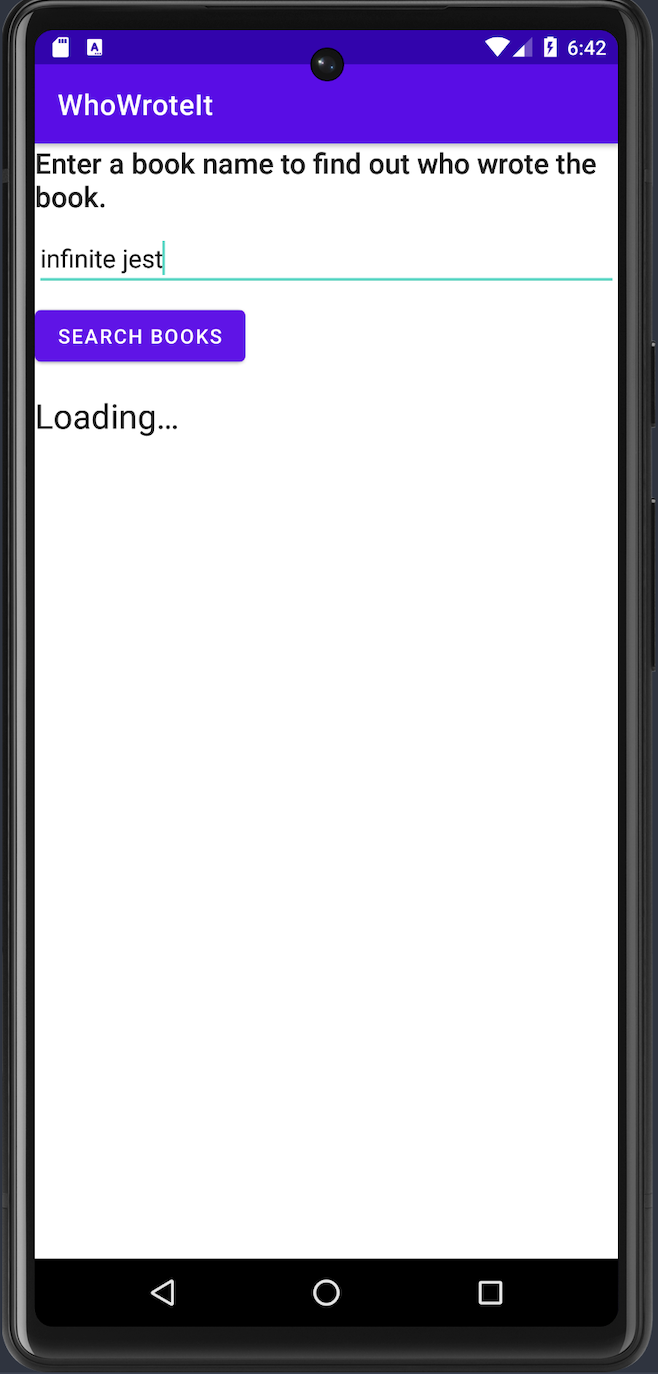 6:42
WhoWroteIt
Enter a book name to find out who wrote the
book.
infinite jest
SEARCH BOOKS
Loading…